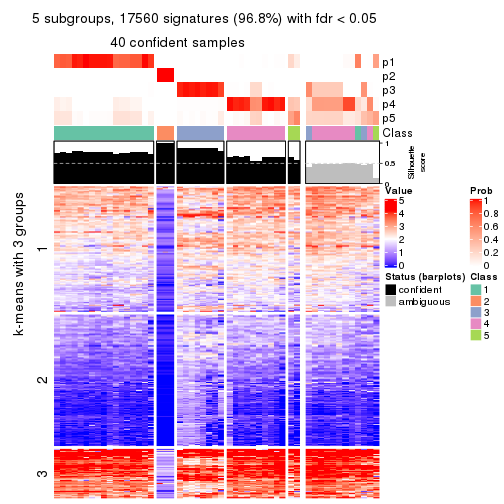 5 subgroups, 17560 signatures (96.8%) with fdr < 0.05
40 confident samples
p1
p2
p3
p4
p5
Class
1
0.5
0
Silhouette
score
k-means with 3 groups
1
2
3
Value
5
4
3
2
1
0
Prob
1
0.8
0.6
0.4
0.2
0
Status (barplots)
confident
ambiguous
Class
1
2
3
4
5